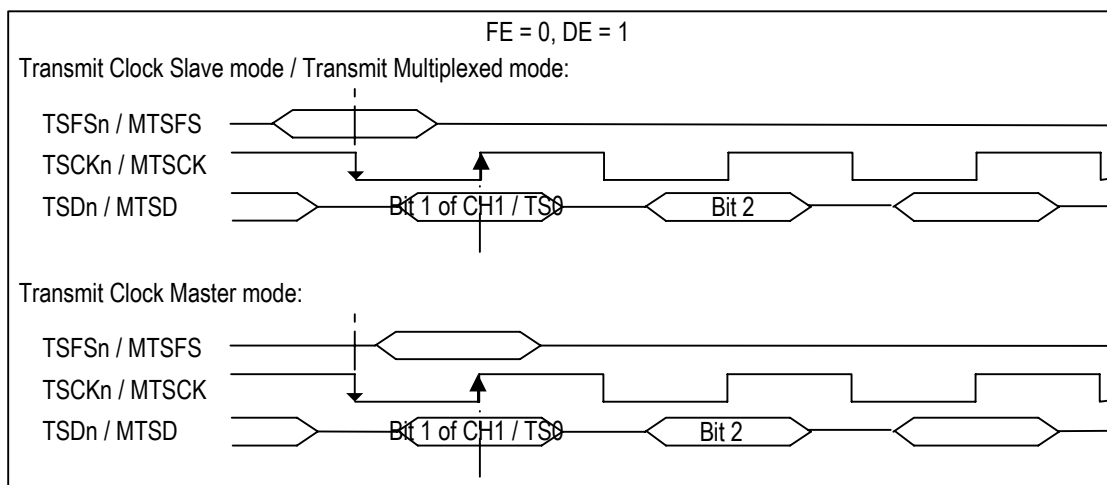 FE = 0, DE = 1
Transmit Clock Slave mode / Transmit Multiplexed mode:
TSFSn / MTSFS
TSCKn / MTSCK
TSDn / MTSD
Bit 1 of CH1 / TS0
Bit 2
Transmit Clock Master mode:
TSFSn / MTSFS
TSCKn / MTSCK
TSDn / MTSD
Bit 1 of CH1 / TS0
Bit 2